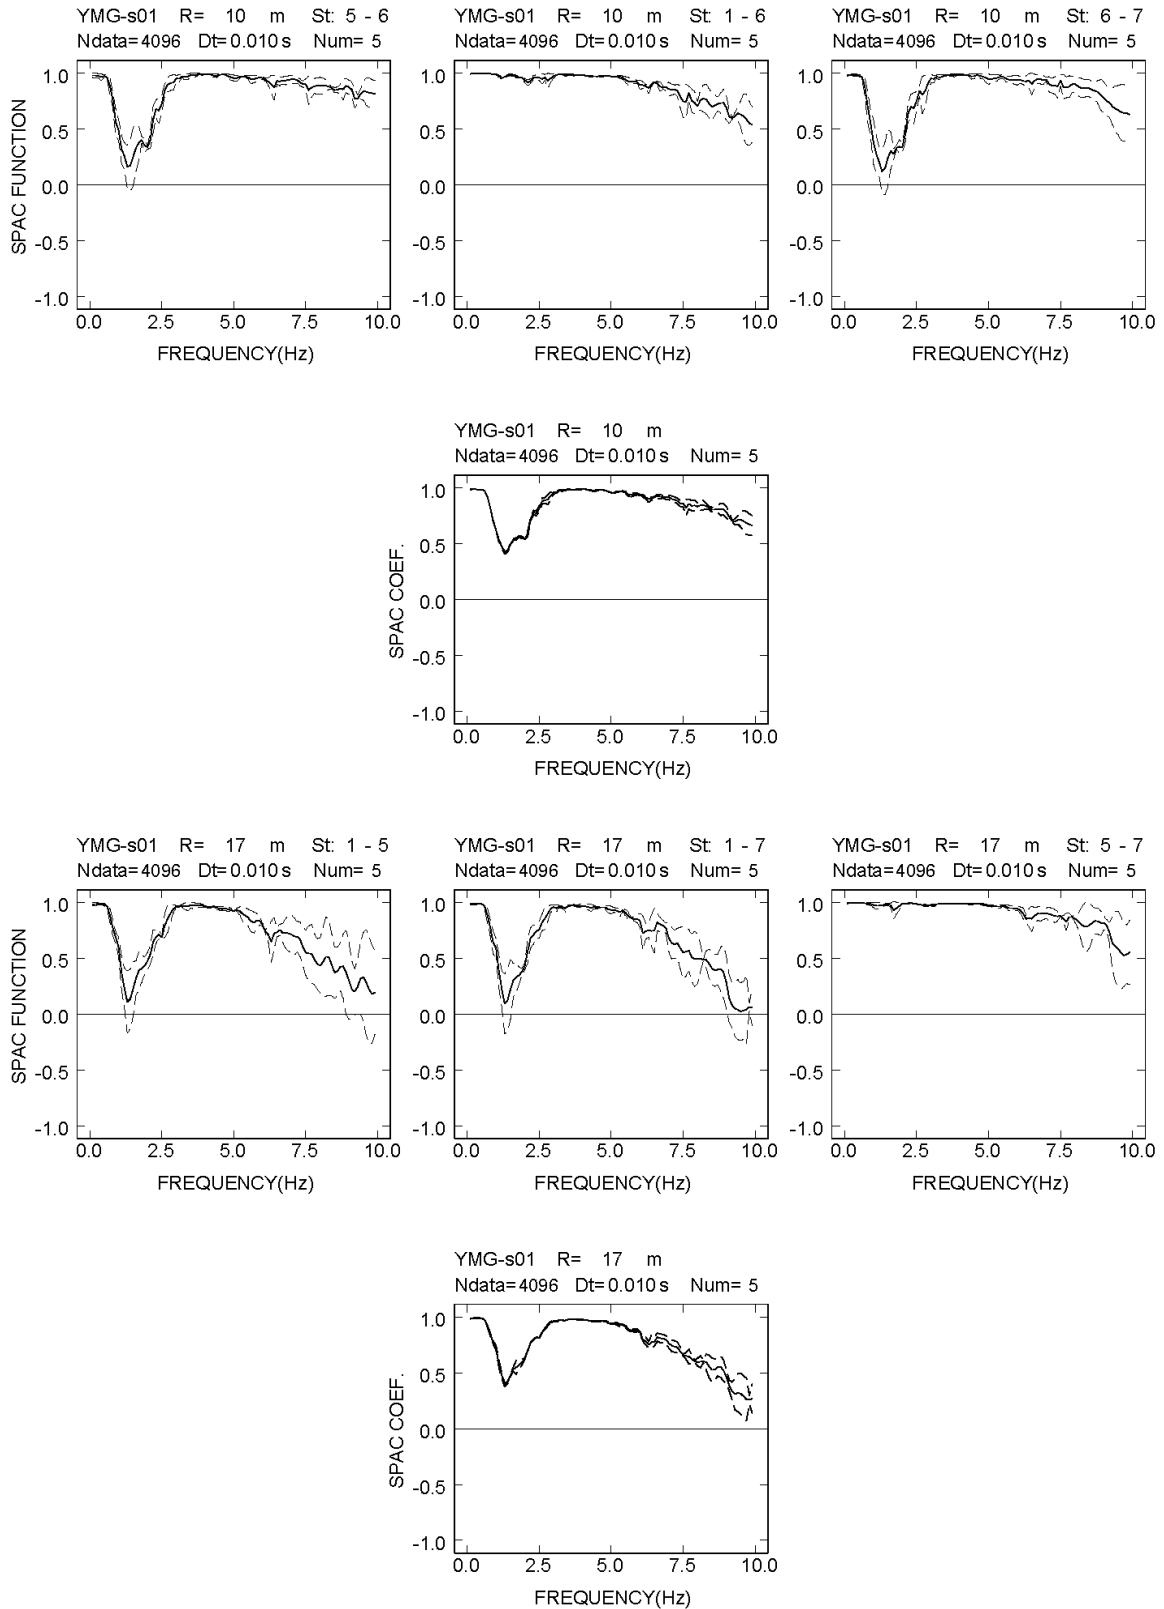 YMG-s01 R= 10 m St: 5 - 6
Ndata=4096 Dt=0.010 s Num= 5
YMG-s01 R= 10 m St: 1 - 6
Ndata=4096 Dt=0.010 s Num= 5
YMG-s01 R= 10 m St: 6 - 7
Ndata=4096 Dt=0.010 s Num= 5
SPAC FUNCTION
1.0
0.5
0.0
-0.5
-1.0
0.0 2.5 5.0 7.5 10.0
FREQUENCY(Hz)
1.0
0.5
0.0
-0.5
-1.0
0.0 2.5 5.0 7.5 10.0
FREQUENCY(Hz)
1.0
0.5
0.0
-0.5
-1.0
0.0 2.5 5.0 7.5 10.0
FREQUENCY(Hz)
YMG-s01 R= 10 m
Ndata=4096 Dt=0.010 s Num= 5
SPAC COEF.
1.0
0.5
0.0
-0.5
-1.0
0.0 2.5 5.0 7.5 10.0
FREQUENCY(Hz)
YMG-s01 R= 17 m St: 1 - 5
Ndata=4096 Dt=0.010 s Num= 5
YMG-s01 R= 17 m St: 1 - 7
Ndata=4096 Dt=0.010 s Num= 5
YMG-s01 R= 17 m St: 5 - 7
Ndata=4096 Dt=0.010 s Num= 5
SPAC FUNCTION
1.0
0.5
0.0
-0.5
-1.0
0.0 2.5 5.0 7.5 10.0
FREQUENCY(Hz)
1.0
0.5
0.0
-0.5
-1.0
0.0 2.5 5.0 7.5 10.0
FREQUENCY(Hz)
1.0
0.5
0.0
-0.5
-1.0
0.0 2.5 5.0 7.5 10.0
FREQUENCY(Hz)
YMG-s01 R= 17 m
Ndata=4096 Dt=0.010 s Num= 5
SPAC COEF.
1.0
0.5
0.0
-0.5
-1.0
0.0 2.5 5.0 7.5 10.0
FREQUENCY(Hz)